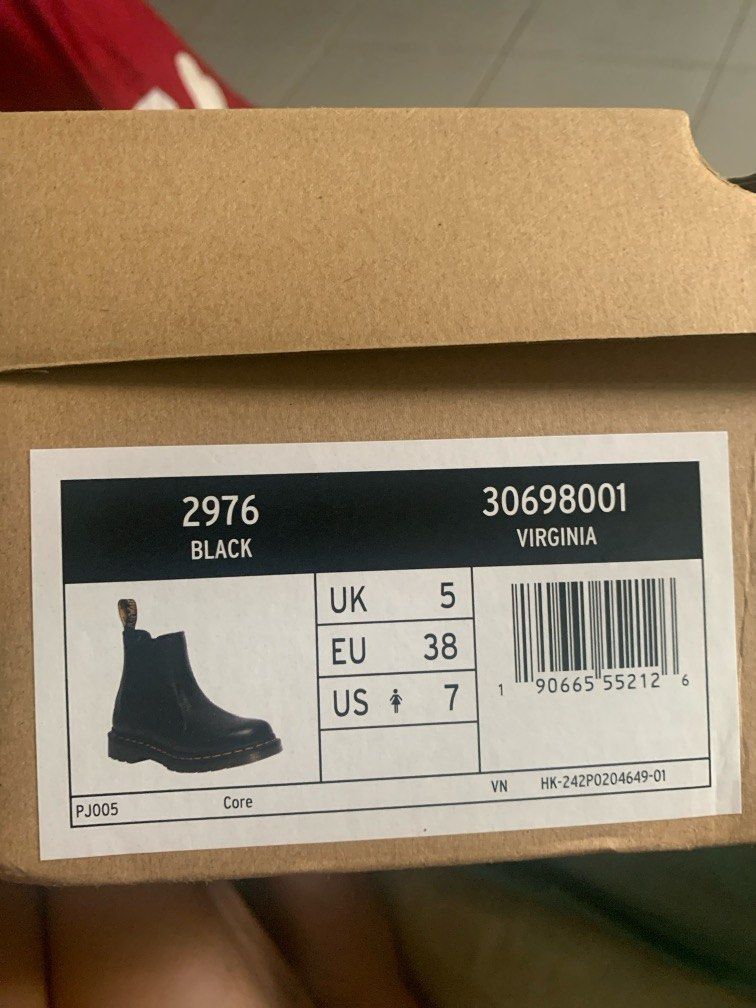 2976
BLACK
30698001
VIRGINIA
UK 5
EU 38
US 7
1 90665 55212 6
PJ005
Core
VN
HK-242P0204649-01